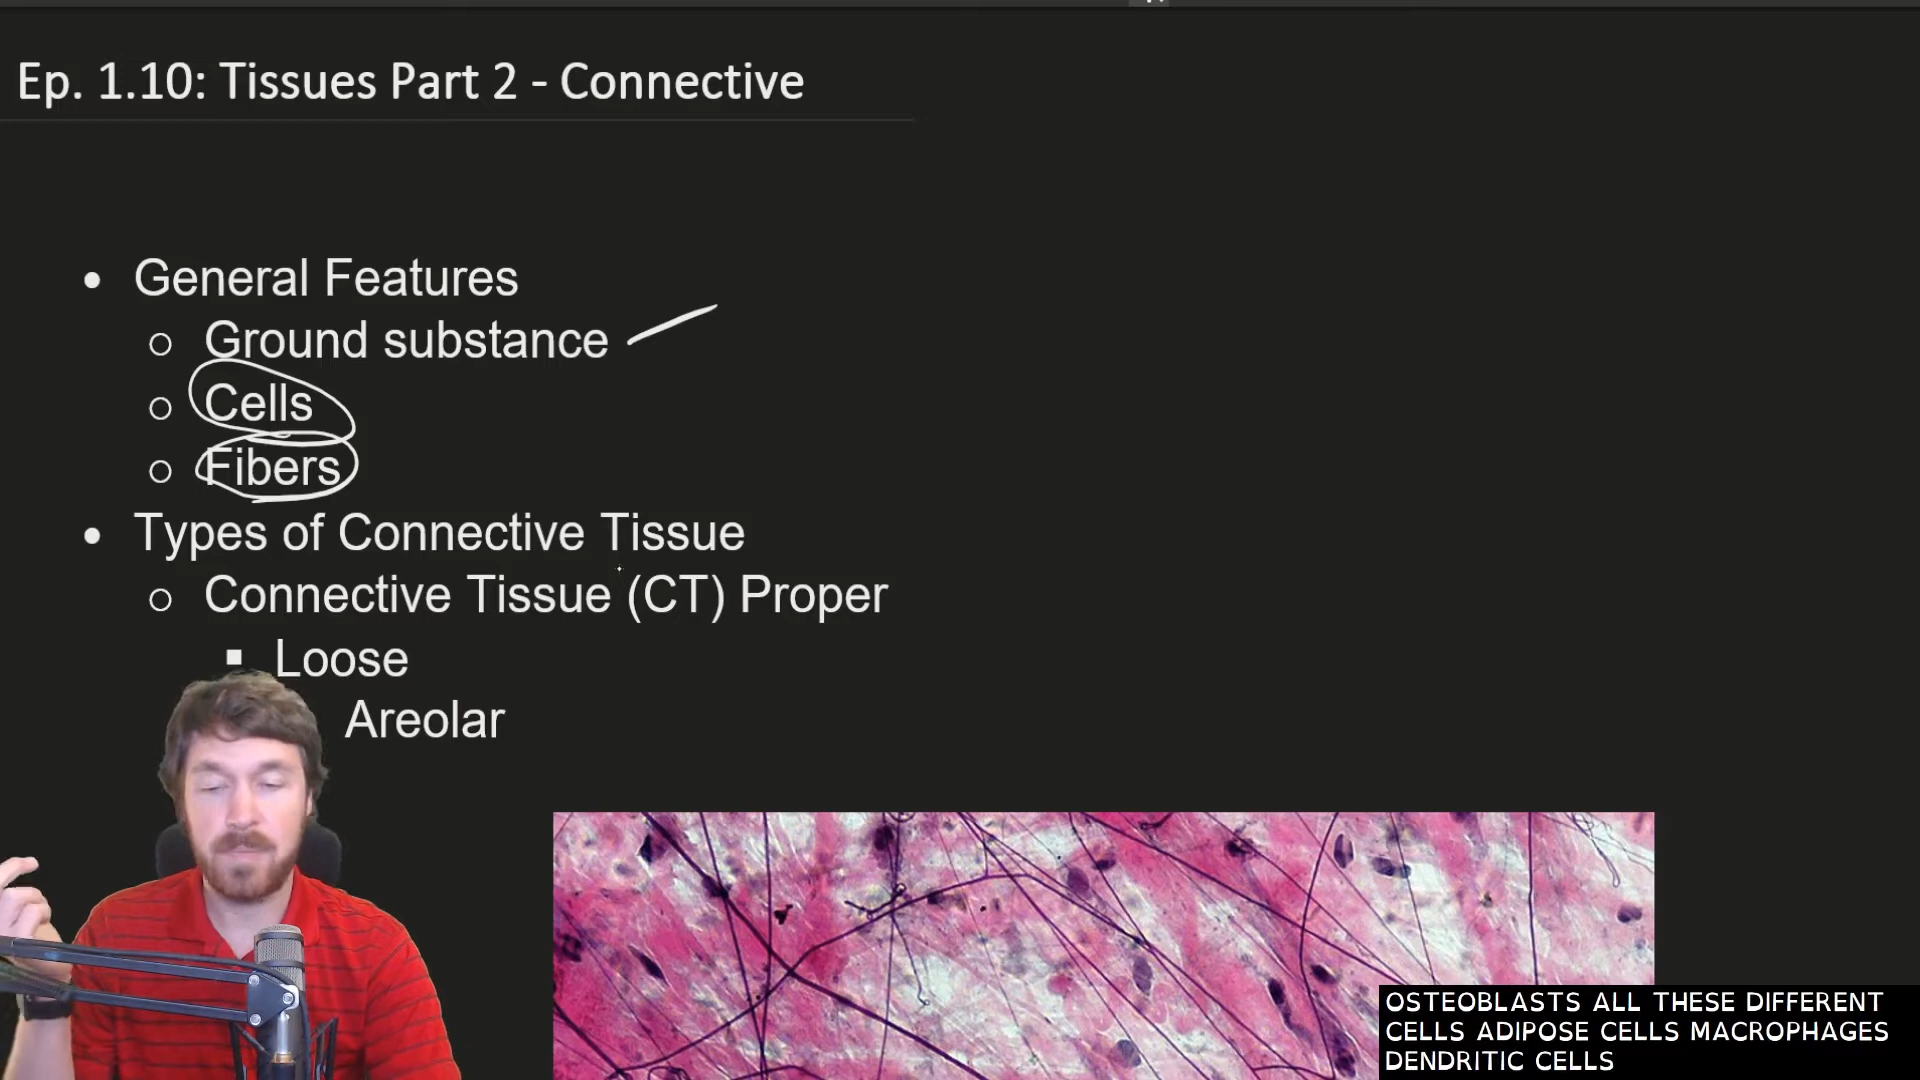 Ep. 1.10: Tissues Part 2 - Connective
General Features
Ground substance
Cells
Fibers
Types of Connective Tissue
Connective Tissue (CT) Proper
Loose
Areolar
OSTEOBLASTS ALL THESE DIFFERENT
CELLS ADIPOSE CELLS MACROPHAGES
DENDRITIC CELLS